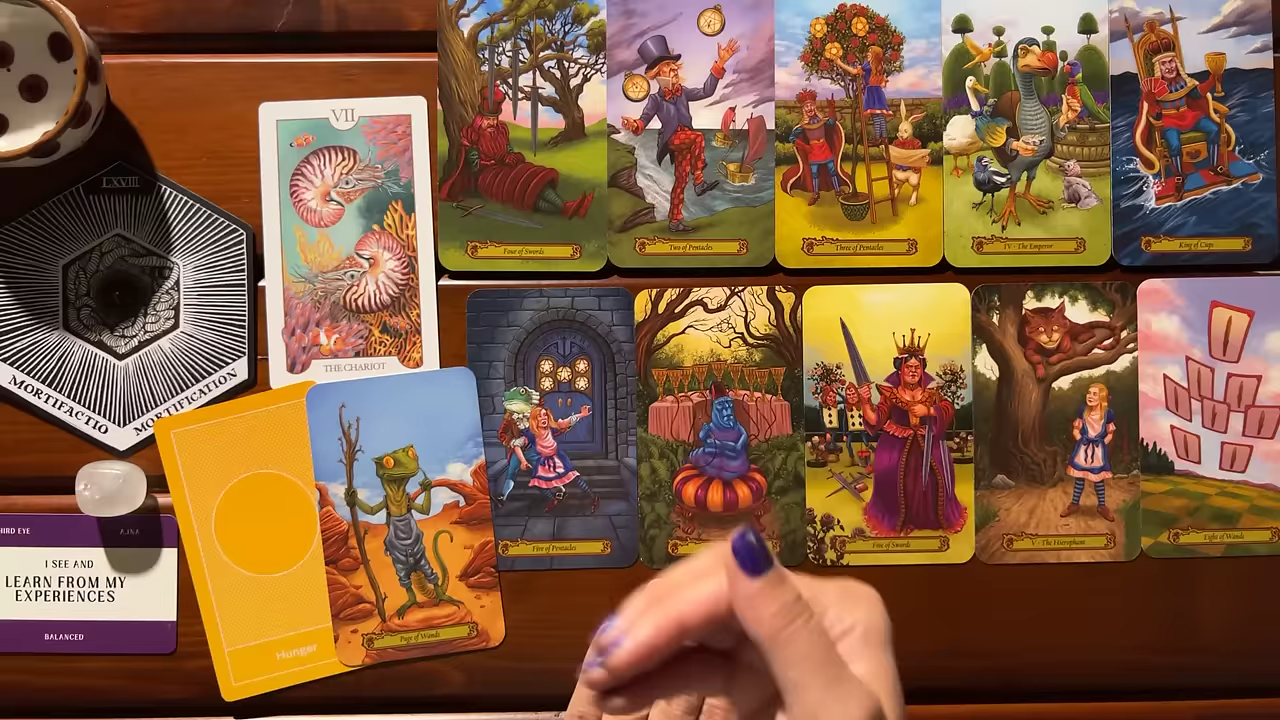 VII
THE CHARIOT
LXVIII
MORTIFACTIO
MORTIFICATION
Four of Swords
Two of Pentacles
Three of Pentacles
IV - The Emperor
King of Cups
Five of Pentacles
Five of Swords
V - The Hierophant
Eight of Wands
Page of Wands
Hunger
HIRD EYE
I SEE AND
LEARN FROM MY
EXPERIENCES
BALANCED